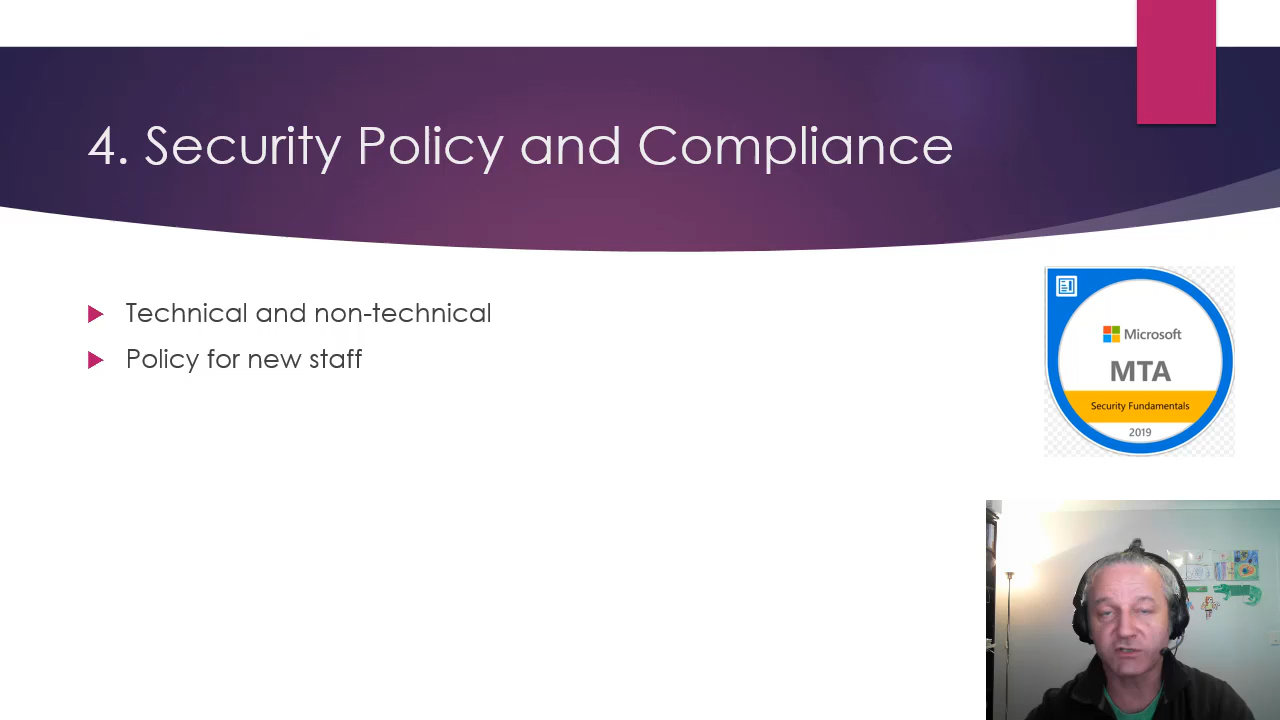 4. Security Policy and Compliance
Technical and non-technical
Policy for new staff
Microsoft
MTA
Security Fundamentals
2019